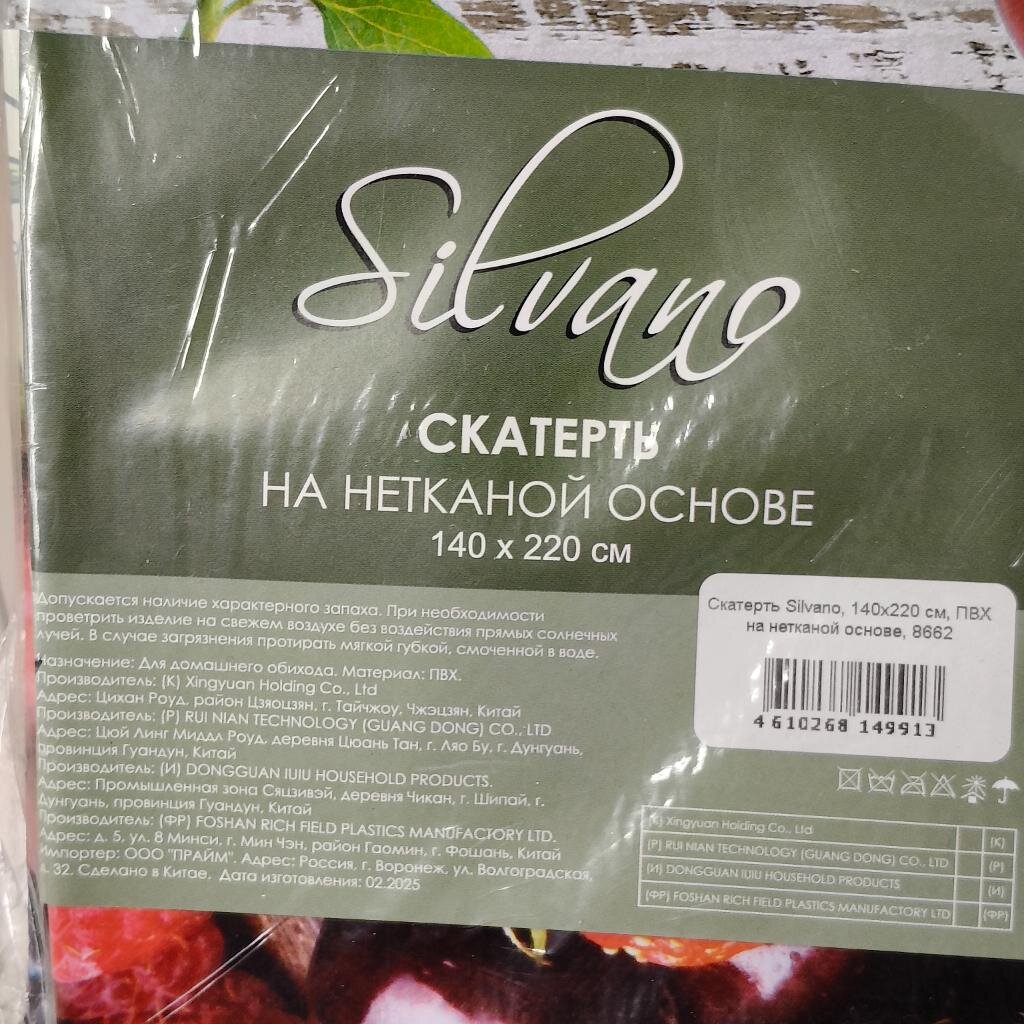 Silvano
СКАТЕРТЬ
НА НЕТКАНОЙ ОСНОВЕ
140 х 220 см
Допускается наличие характерного запаха. При необходимости
проветрить изделие на свежем воздухе без воздействия прямых солнечных
лучей. В случае загрязнения протирать мягкой губкой, смоченной в воде.
Назначение: Для домашнего обихода. Материал: ПВХ.
Производитель: (К) Xingyuan Holding Co., Ltd
Адрес: Цихан Роуд, район Цзяоцзян, г. Тайчжоу, Чжэцзян, Китай
Производитель: (Р) RUI NIAN TECHNOLOGY (GUANG DONG) CO., LTD
Адрес: Цюй Линг Миддл Роуд, деревня Цюань Тан, г. Ляо Бу, г. Дунгуань,
провинция Гуандун, Китай
Производитель: (И) DONGGUAN IUIU HOUSEHOLD PRODUCTS.
Адрес: Промышленная зона Сяцзивэй, деревня Чикан, г. Шипай, г.
Дунгуань, провинция Гуандун, Китай
Производитель: (ФР) FOSHAN RICH FIELD PLASTICS MANUFACTORY LTD.
Адрес: д. 5, ул. 8 Минси, г. Мин Чэн, район Гаомин, г. Фошань, Китай
Импортер: ООО "ПРАЙМ". Адрес: Россия, г. Воронеж, ул. Волгоградская,
д. 32. Сделано в Китае. Дата изготовления: 02.2025
Скатерть Silvano, 140х220 см, ПВХ
на нетканой основе, 8662
4 610268 149913
(К) Xingyuan Holding Co., Ltd (К)
(Р) RUI NIAN TECHNOLOGY (GUANG DONG) CO., LTD (Р)
(И) DONGGUAN IUIU HOUSEHOLD PRODUCTS (И)
(ФР) FOSHAN RICH FIELD PLASTICS MANUFACTORY LTD (ФР)